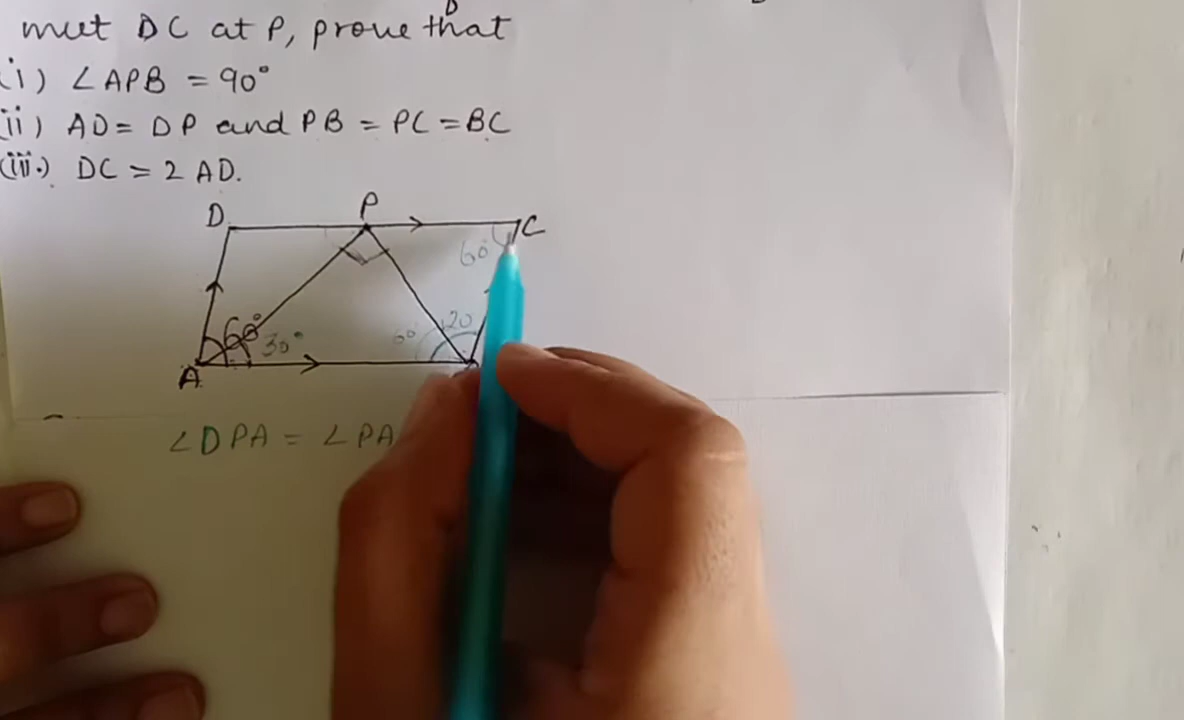 meet DC at P, prove that
(i) ∠APB = 90°
(ii) AD = DP and PB = PC = BC
(iii.) DC = 2 AD.
D P C
60°
60° 30° 60° 120
A
∠DPA = ∠PA